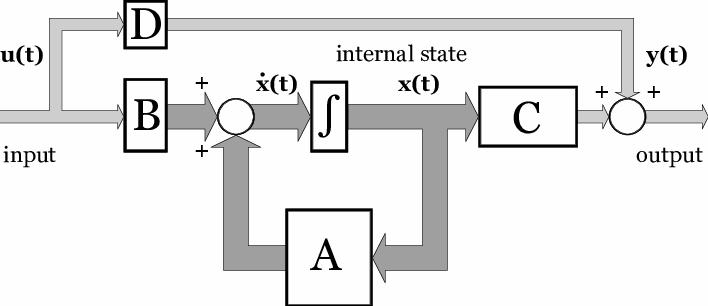 D
u(t)
y(t)
internal state
+
ẋ(t)
x(t)
+
+
B
∫
C
+
input
output
A